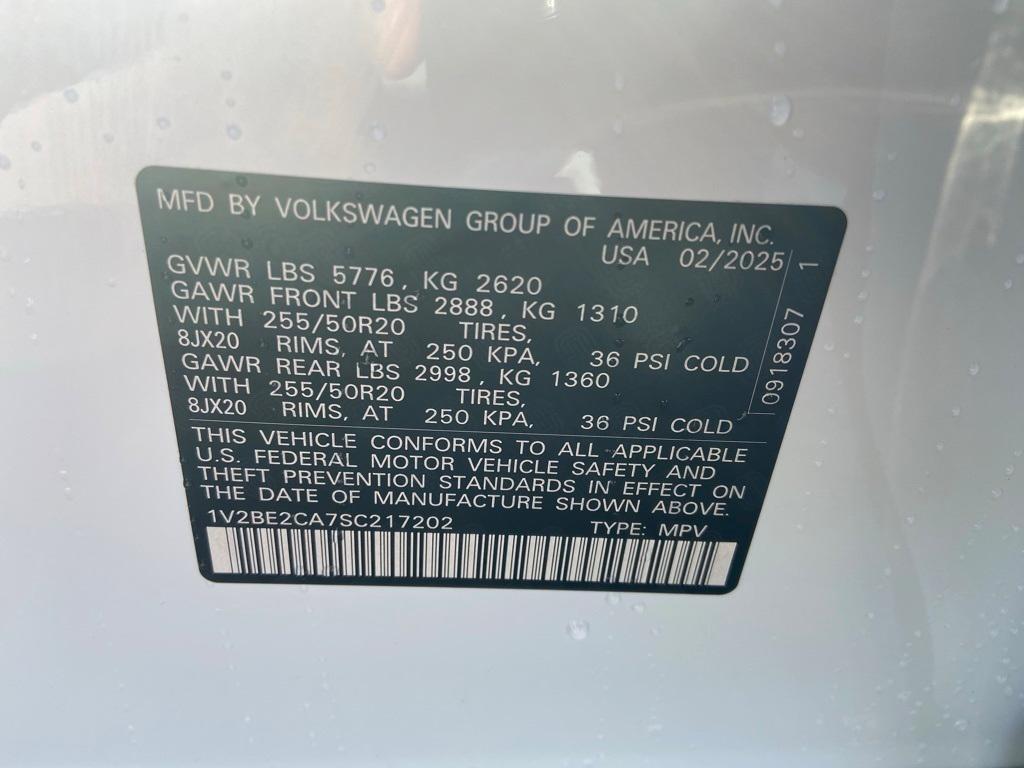 MFD BY VOLKSWAGEN GROUP OF AMERICA, INC.
USA 02/2025
GVWR LBS 5776, KG 2620
GAWR FRONT LBS 2888, KG 1310
WITH 255/50R20 TIRES,
8JX20 RIMS, AT 250 KPA, 36 PSI COLD
GAWR REAR LBS 2998, KG 1360
WITH 255/50R20 TIRES,
8JX20 RIMS, AT 250 KPA, 36 PSI COLD
0918307 1
THIS VEHICLE CONFORMS TO ALL APPLICABLE
U.S. FEDERAL MOTOR VEHICLE SAFETY AND
THEFT PREVENTION STANDARDS IN EFFECT ON
THE DATE OF MANUFACTURE SHOWN ABOVE.
1V2BE2CA7SC217202 TYPE: MPV